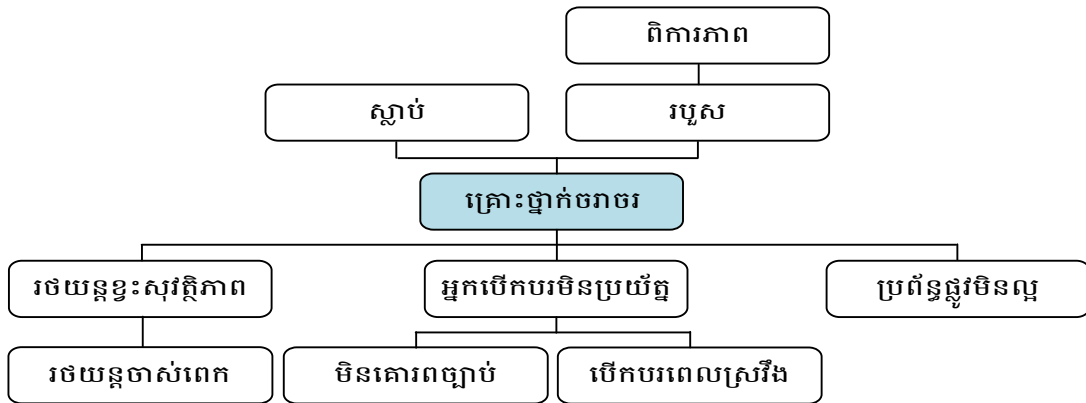 ពិការភាព
ស្លាប់
របួស
គ្រោះថ្នាក់ចរាចរ
រថយន្តខ្វះសុវត្ថិភាព
អ្នកបើកបរមិនប្រយ័ត្ន
ប្រព័ន្ធផ្លូវមិនល្អ
រថយន្តចាស់ពេក
មិនគោរពច្បាប់
បើកបរពេលស្រវឹង